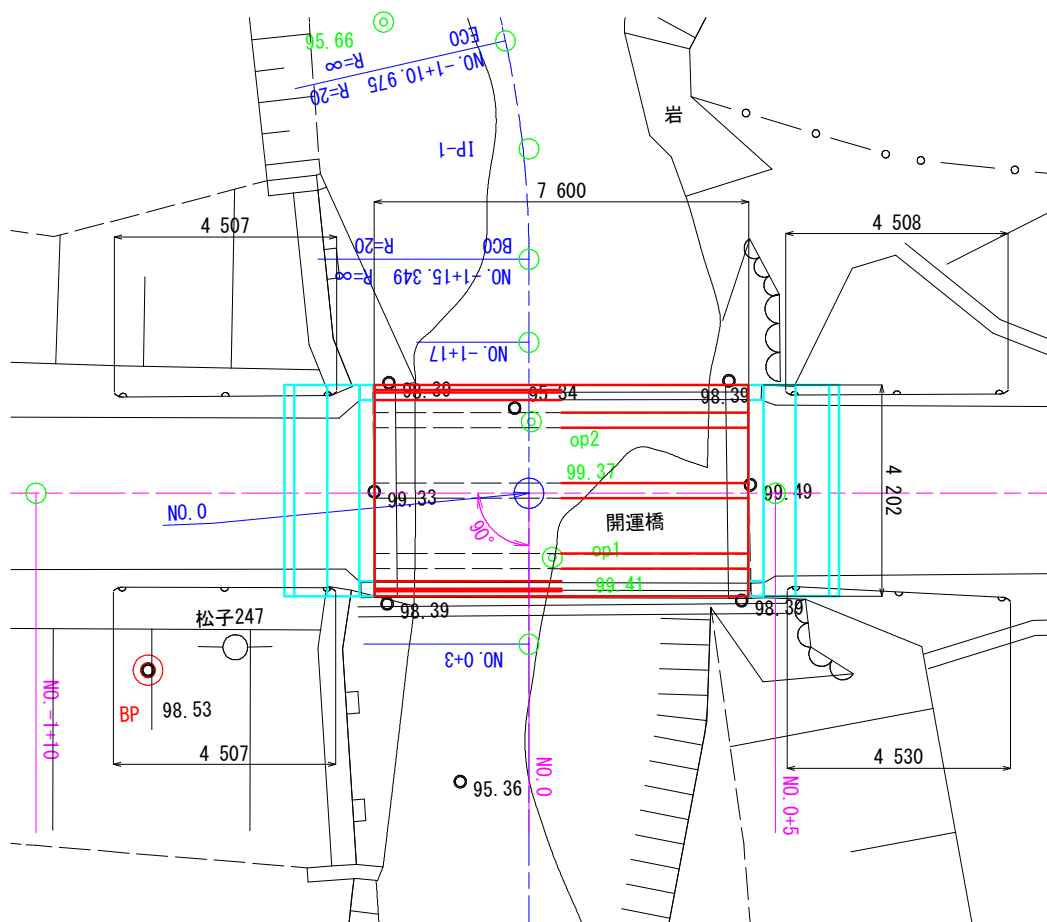 95.66
EC0
NO.-1+10.975
R=∞
R=20
岩
IP-1
7 600
4 507
4 508
R=20
BC0
NO.-1+15.349
R=∞
NO.-1+17
98.39
95.34
98.39
op2
99.37
99.33
99.49
NO.0
90°
開運橋
op1
99.41
4 202
98.39
98.39
松子247
NO.0+3
BP
98.53
NO.-1+10
4 507
4 530
95.36
NO.0
NO.0+5